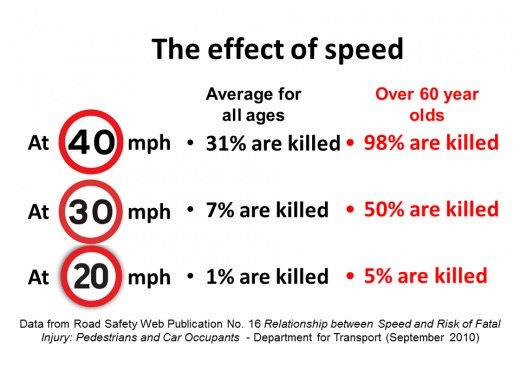 The effect of speed
Average for
all ages
Over 60 year
olds
At 40 mph • 31% are killed • 98% are killed
At 30 mph • 7% are killed • 50% are killed
At 20 mph • 1% are killed • 5% are killed
Data from Road Safety Web Publication No. 16 Relationship between Speed and Risk of Fatal
Injury: Pedestrians and Car Occupants - Department for Transport (September 2010)